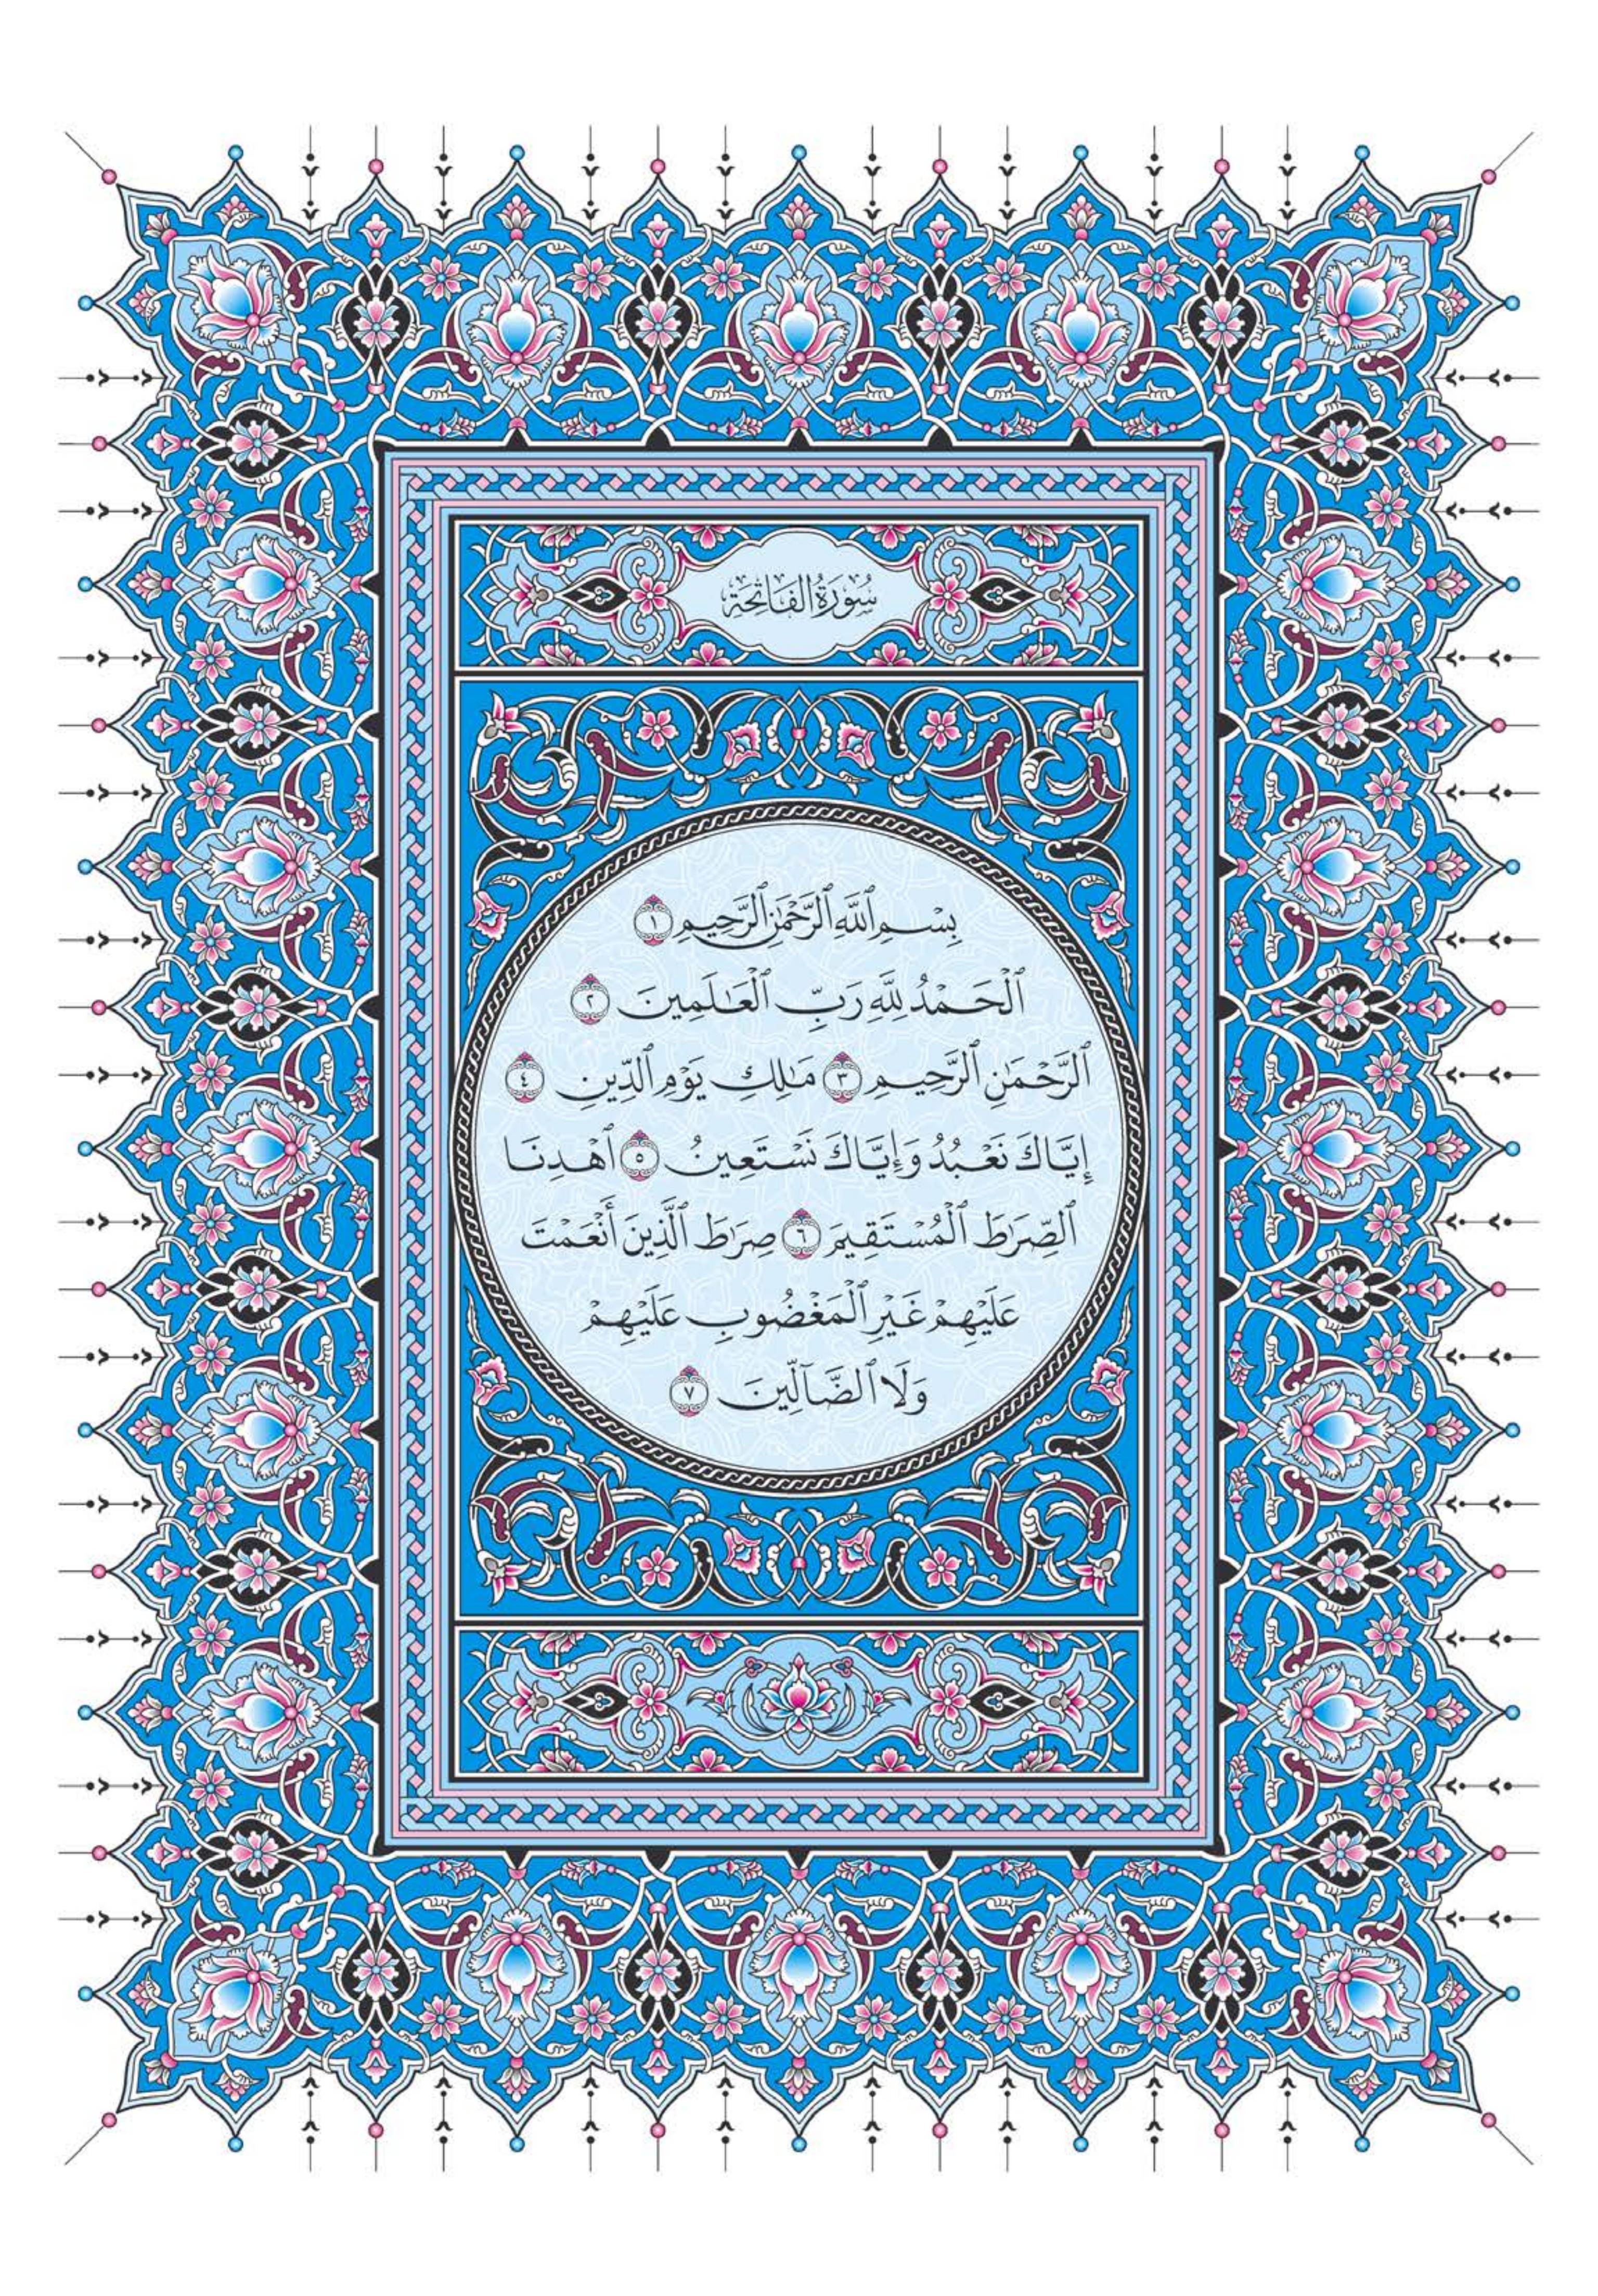 سُورَةُ الفَاتِحَةِ
بِسْمِ ٱللَّهِ ٱلرَّحْمَٰنِ ٱلرَّحِيمِ ١
ٱلْحَمْدُ لِلَّهِ رَبِّ ٱلْعَٰلَمِينَ ٢
ٱلرَّحْمَٰنِ ٱلرَّحِيمِ ٣ مَٰلِكِ يَوْمِ ٱلدِّينِ ٤
إِيَّاكَ نَعْبُدُ وَإِيَّاكَ نَسْتَعِينُ ٥ ٱهْدِنَا
ٱلصِّرَٰطَ ٱلْمُسْتَقِيمَ ٦ صِرَٰطَ ٱلَّذِينَ أَنْعَمْتَ
عَلَيْهِمْ غَيْرِ ٱلْمَغْضُوبِ عَلَيْهِمْ
وَلَا ٱلضَّآلِّينَ ٧